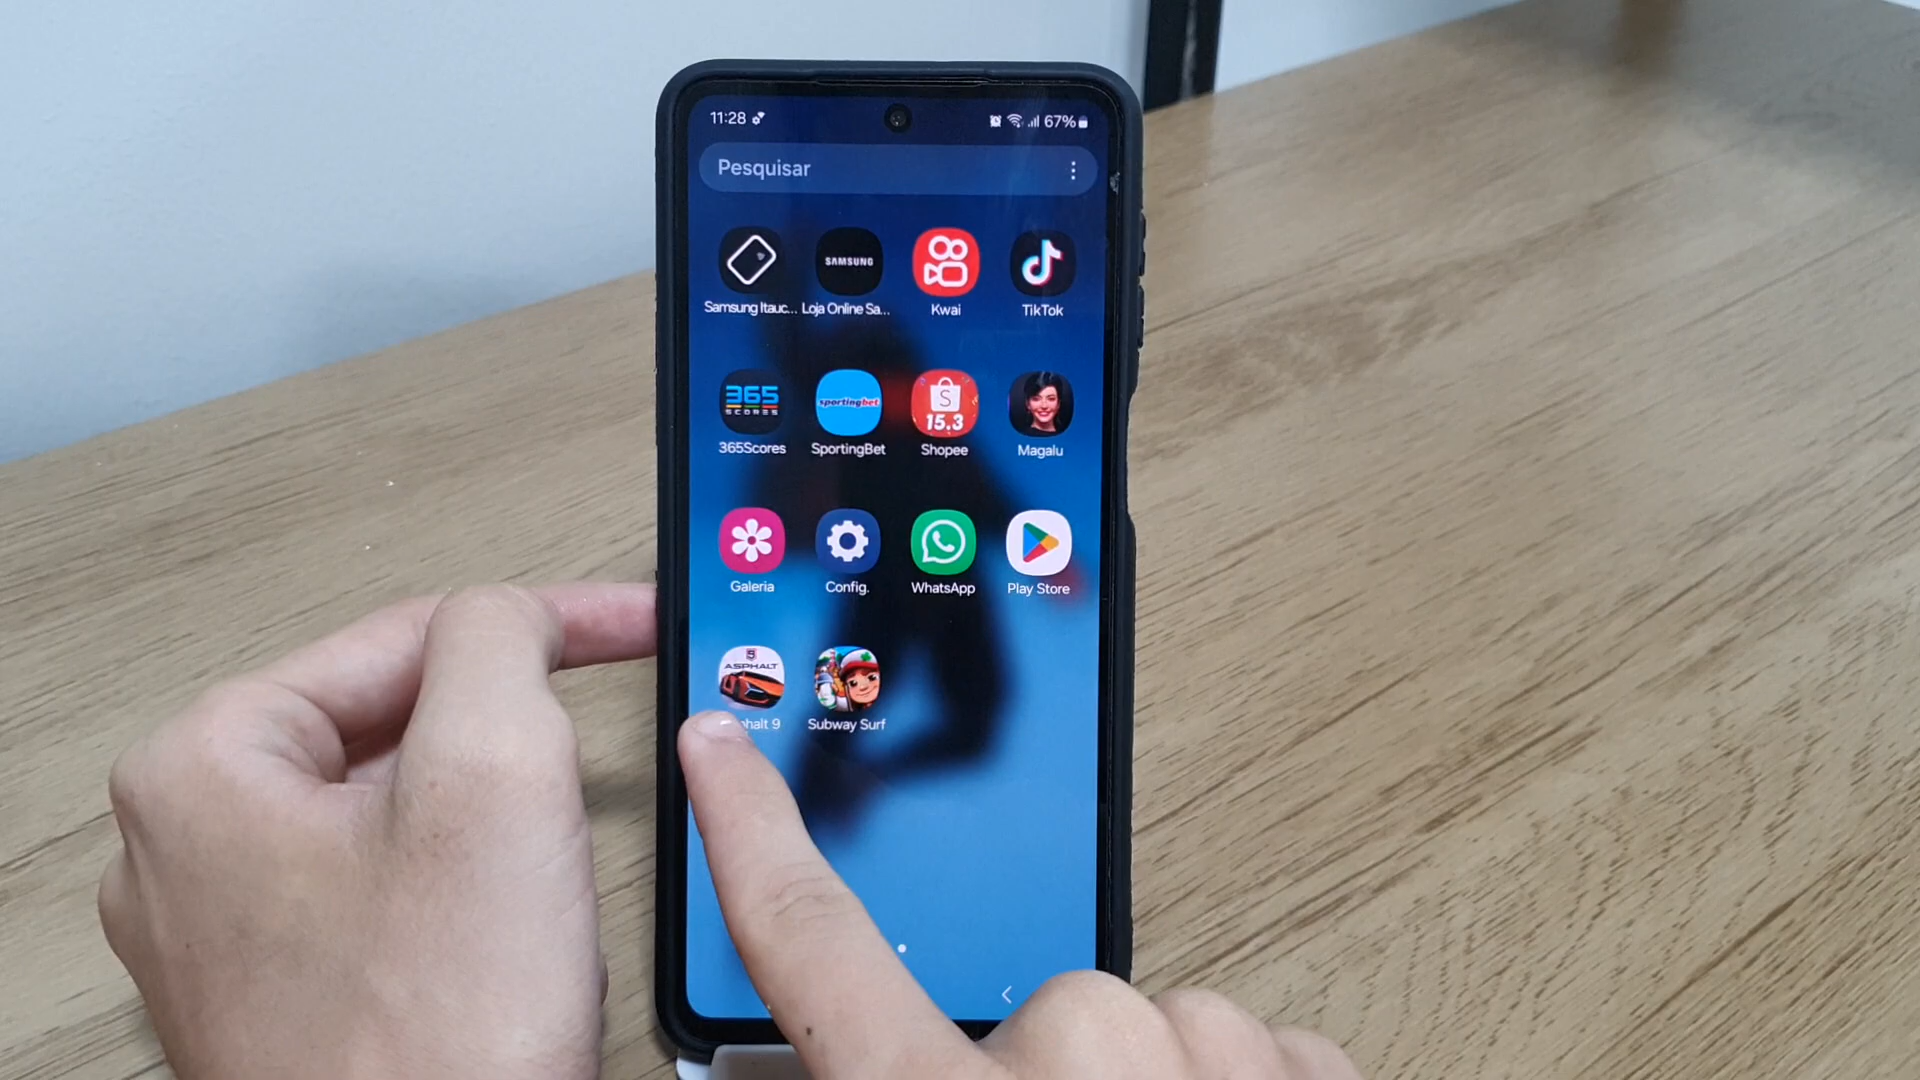 11:28
67%
Pesquisar
SAMSUNG
Samsung Itauc... Loja Online Sa... Kwai TikTok
365 SCORES
sportingbet
S
15.3
365Scores SportingBet Shopee Magalu
Galeria Config. WhatsApp Play Store
ASPHALT
halt 9 Subway Surf